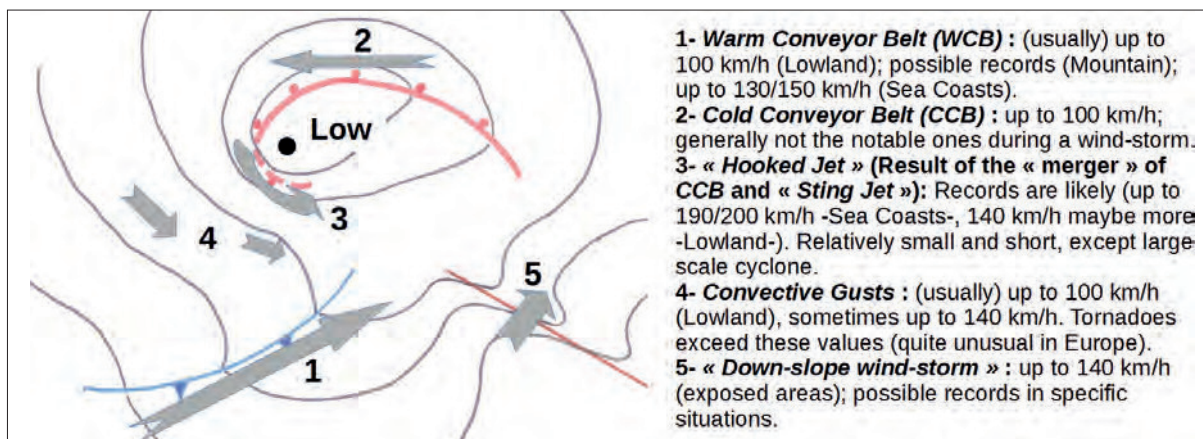 2
Low
3
4
5
1
1- Warm Conveyor Belt (WCB) : (usually) up to
100 km/h (Lowland); possible records (Mountain);
up to 130/150 km/h (Sea Coasts).
2- Cold Conveyor Belt (CCB) : up to 100 km/h;
generally not the notable ones during a wind-storm.
3- « Hooked Jet » (Result of the « merger » of
CCB and « Sting Jet »): Records are likely (up to
190/200 km/h -Sea Coasts-, 140 km/h maybe more
-Lowland-). Relatively small and short, except large
scale cyclone.
4- Convective Gusts : (usually) up to 100 km/h
(Lowland), sometimes up to 140 km/h. Tornadoes
exceed these values (quite unusual in Europe).
5- « Down-slope wind-storm » : up to 140 km/h
(exposed areas); possible records in specific
situations.